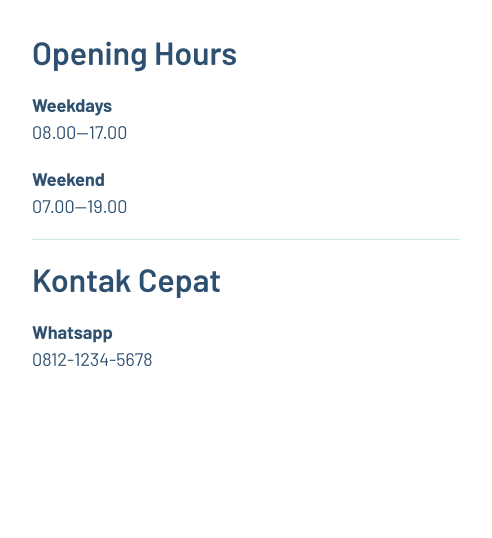 Opening Hours
Weekdays
08.00—17.00
Weekend
07.00—19.00
Kontak Cepat
Whatsapp
0812-1234-5678